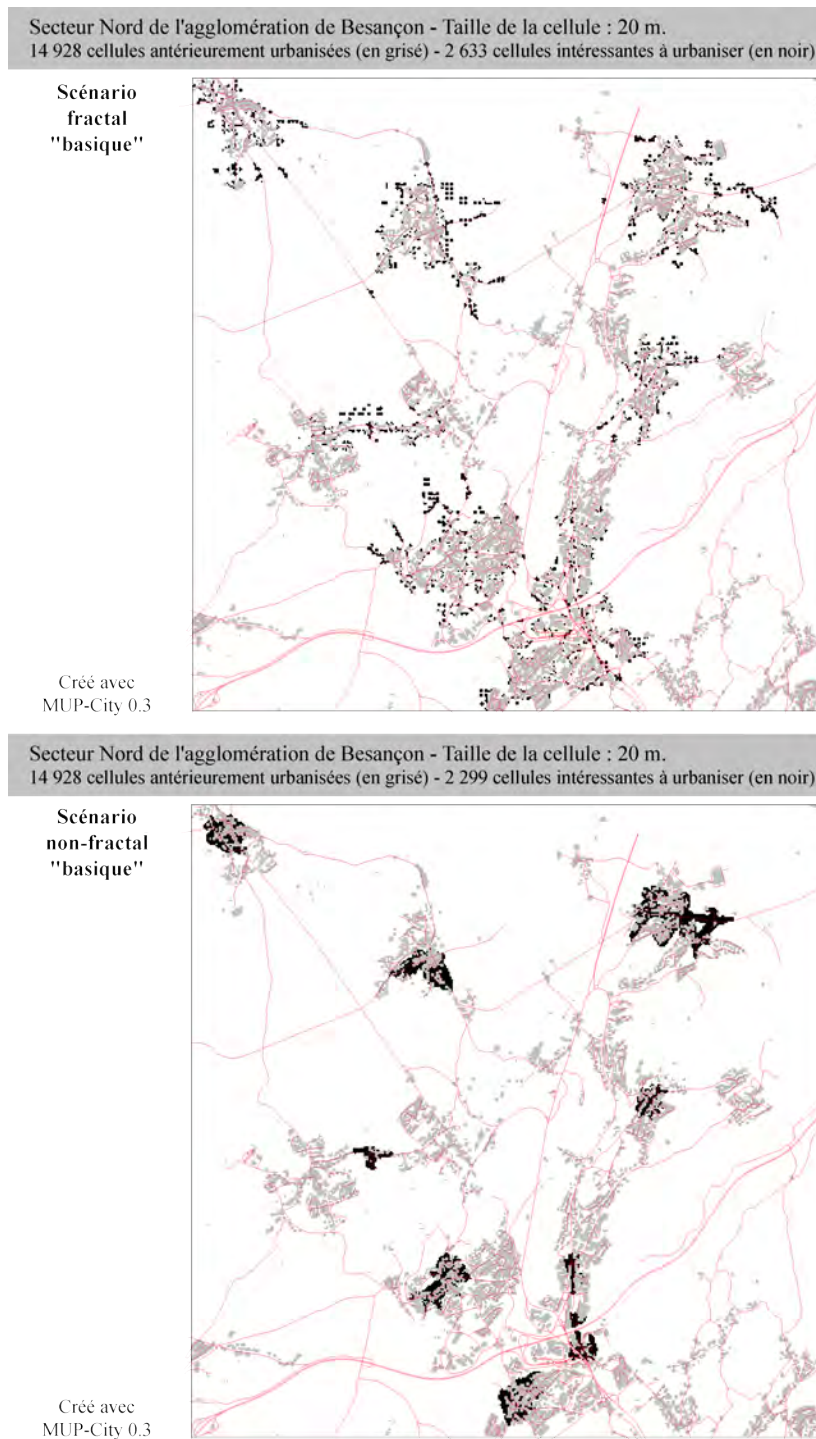 Secteur Nord de l'agglomération de Besançon - Taille de la cellule : 20 m.
14 928 cellules antérieurement urbanisées (en grisé) - 2 633 cellules intéressantes à urbaniser (en noir)
Scénario
fractal
"basique"
Créé avec
MUP-City 0.3
Secteur Nord de l'agglomération de Besançon - Taille de la cellule : 20 m.
14 928 cellules antérieurement urbanisées (en grisé) - 2 299 cellules intéressantes à urbaniser (en noir)
Scénario
non-fractal
"basique"
Créé avec
MUP-City 0.3